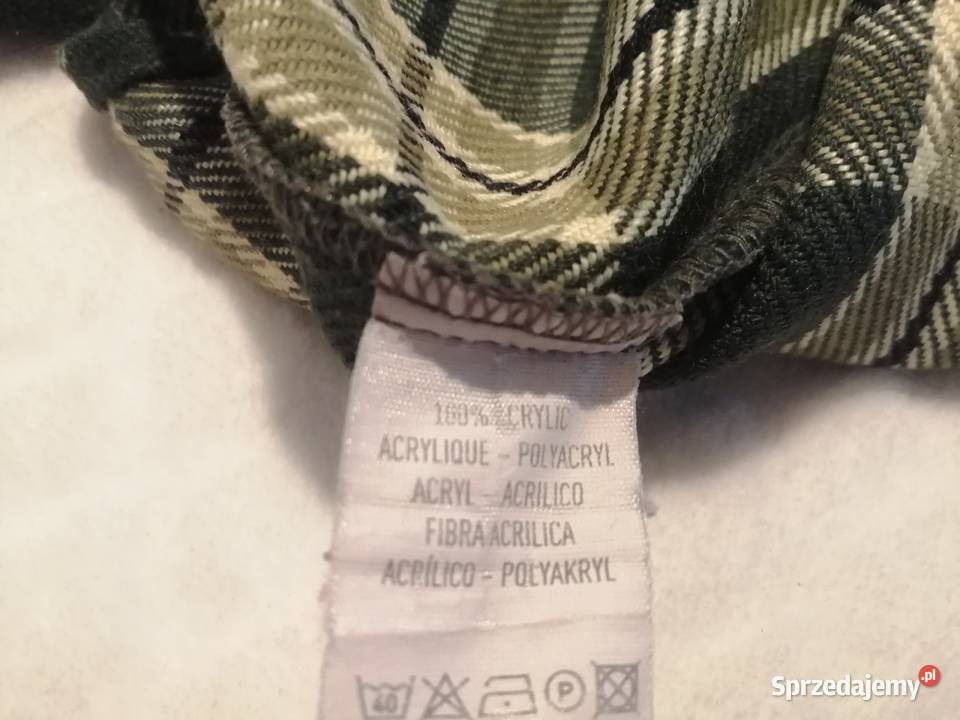 100% ACRYLIC
ACRYLIQUE - POLYACRYL
ACRYL - ACRILICO
FIBRA ACRILICA
ACRÍLICO - POLYAKRYL
40 P
Sprzedajemy.pl